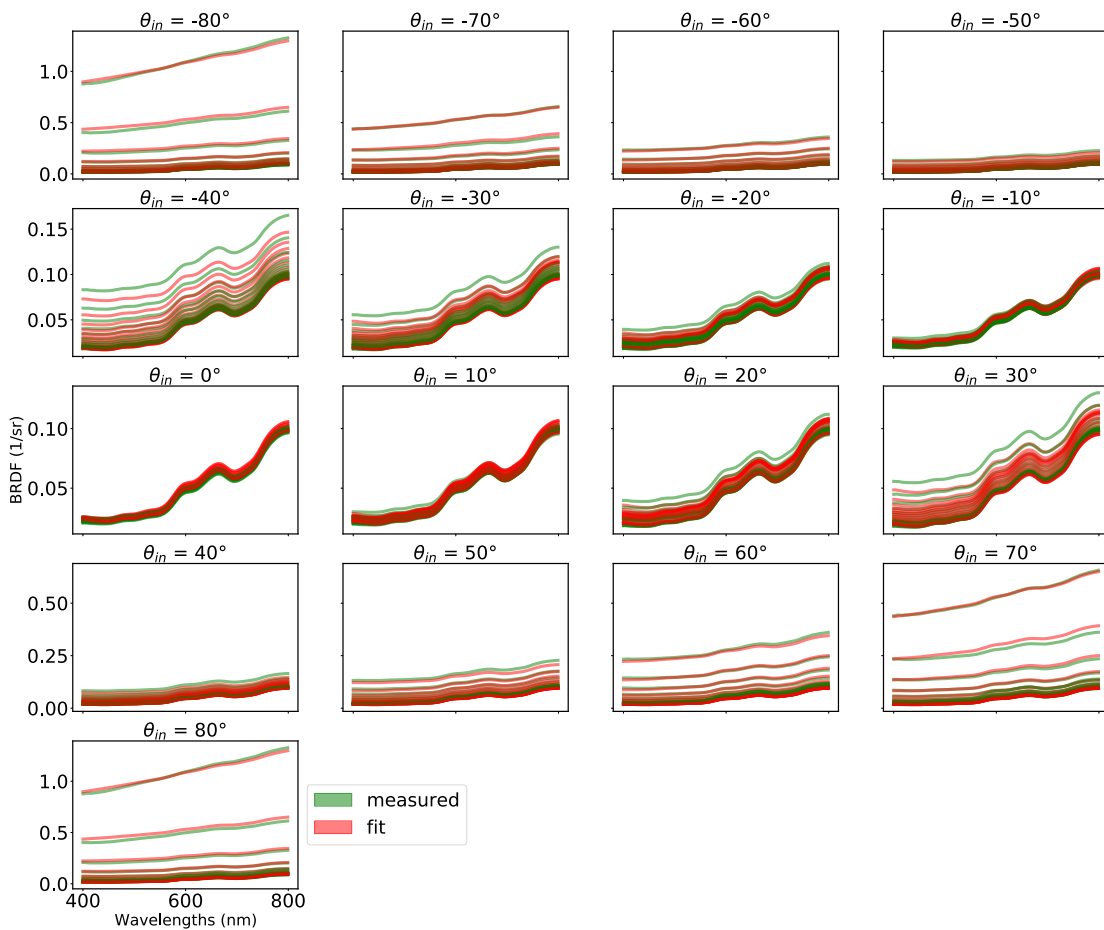 θin = -80° θin = -70° θin = -60° θin = -50°
1.0
0.5
0.0
θin = -40° θin = -30° θin = -20° θin = -10°
0.15
0.10
0.05
θin = 0° θin = 10° θin = 20° θin = 30°
0.10
0.05
BRDF (1/sr)
θin = 40° θin = 50° θin = 60° θin = 70°
0.50
0.25
0.00
θin = 80°
1.0
0.5
0.0
400 600 800
Wavelengths (nm)
measured
fit